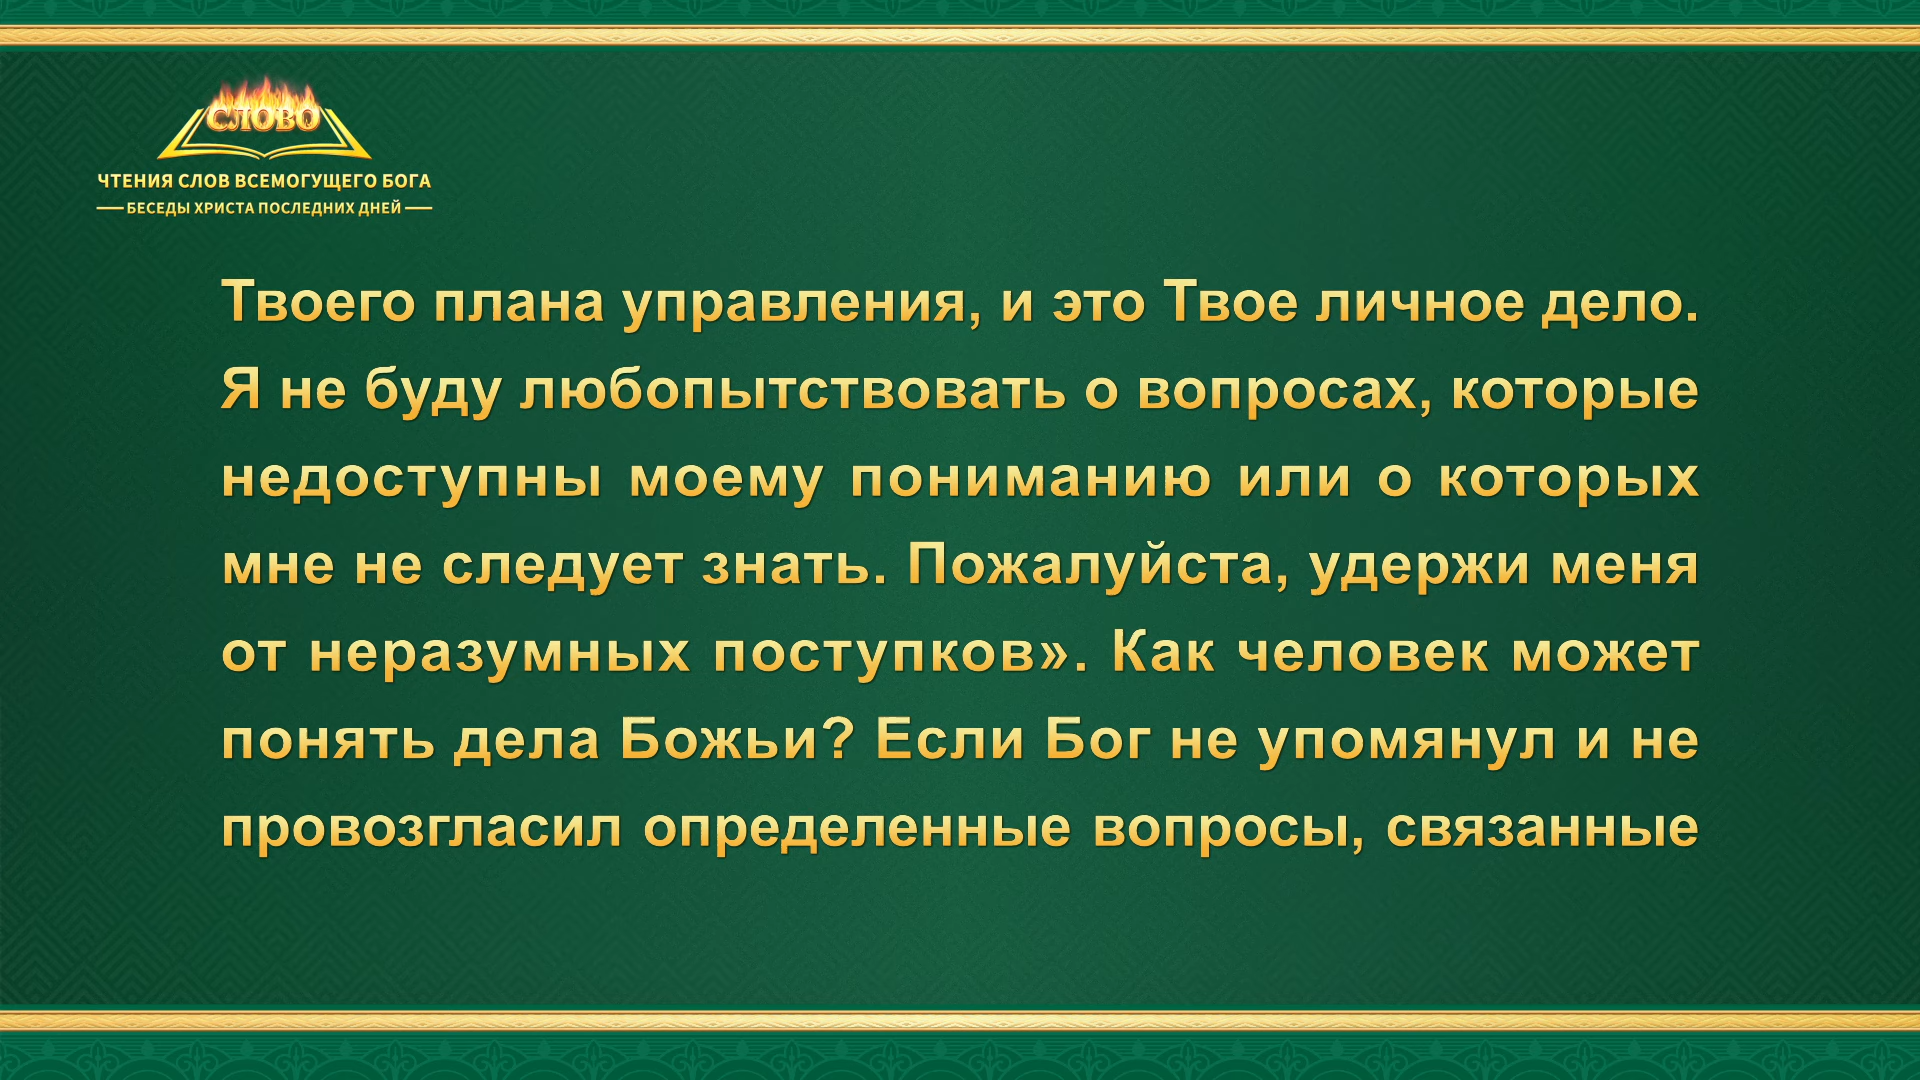 СЛОВО
ЧТЕНИЯ СЛОВ ВСЕМОГУЩЕГО БОГА
БЕСЕДЫ ХРИСТА ПОСЛЕДНИХ ДНЕЙ
Твоего плана управления, и это Твое личное дело.
Я не буду любопытствовать о вопросах, которые
недоступны моему пониманию или о которых
мне не следует знать. Пожалуйста, удержи меня
от неразумных поступков». Как человек может
понять дела Божьи? Если Бог не упомянул и не
провозгласил определенные вопросы, связанные